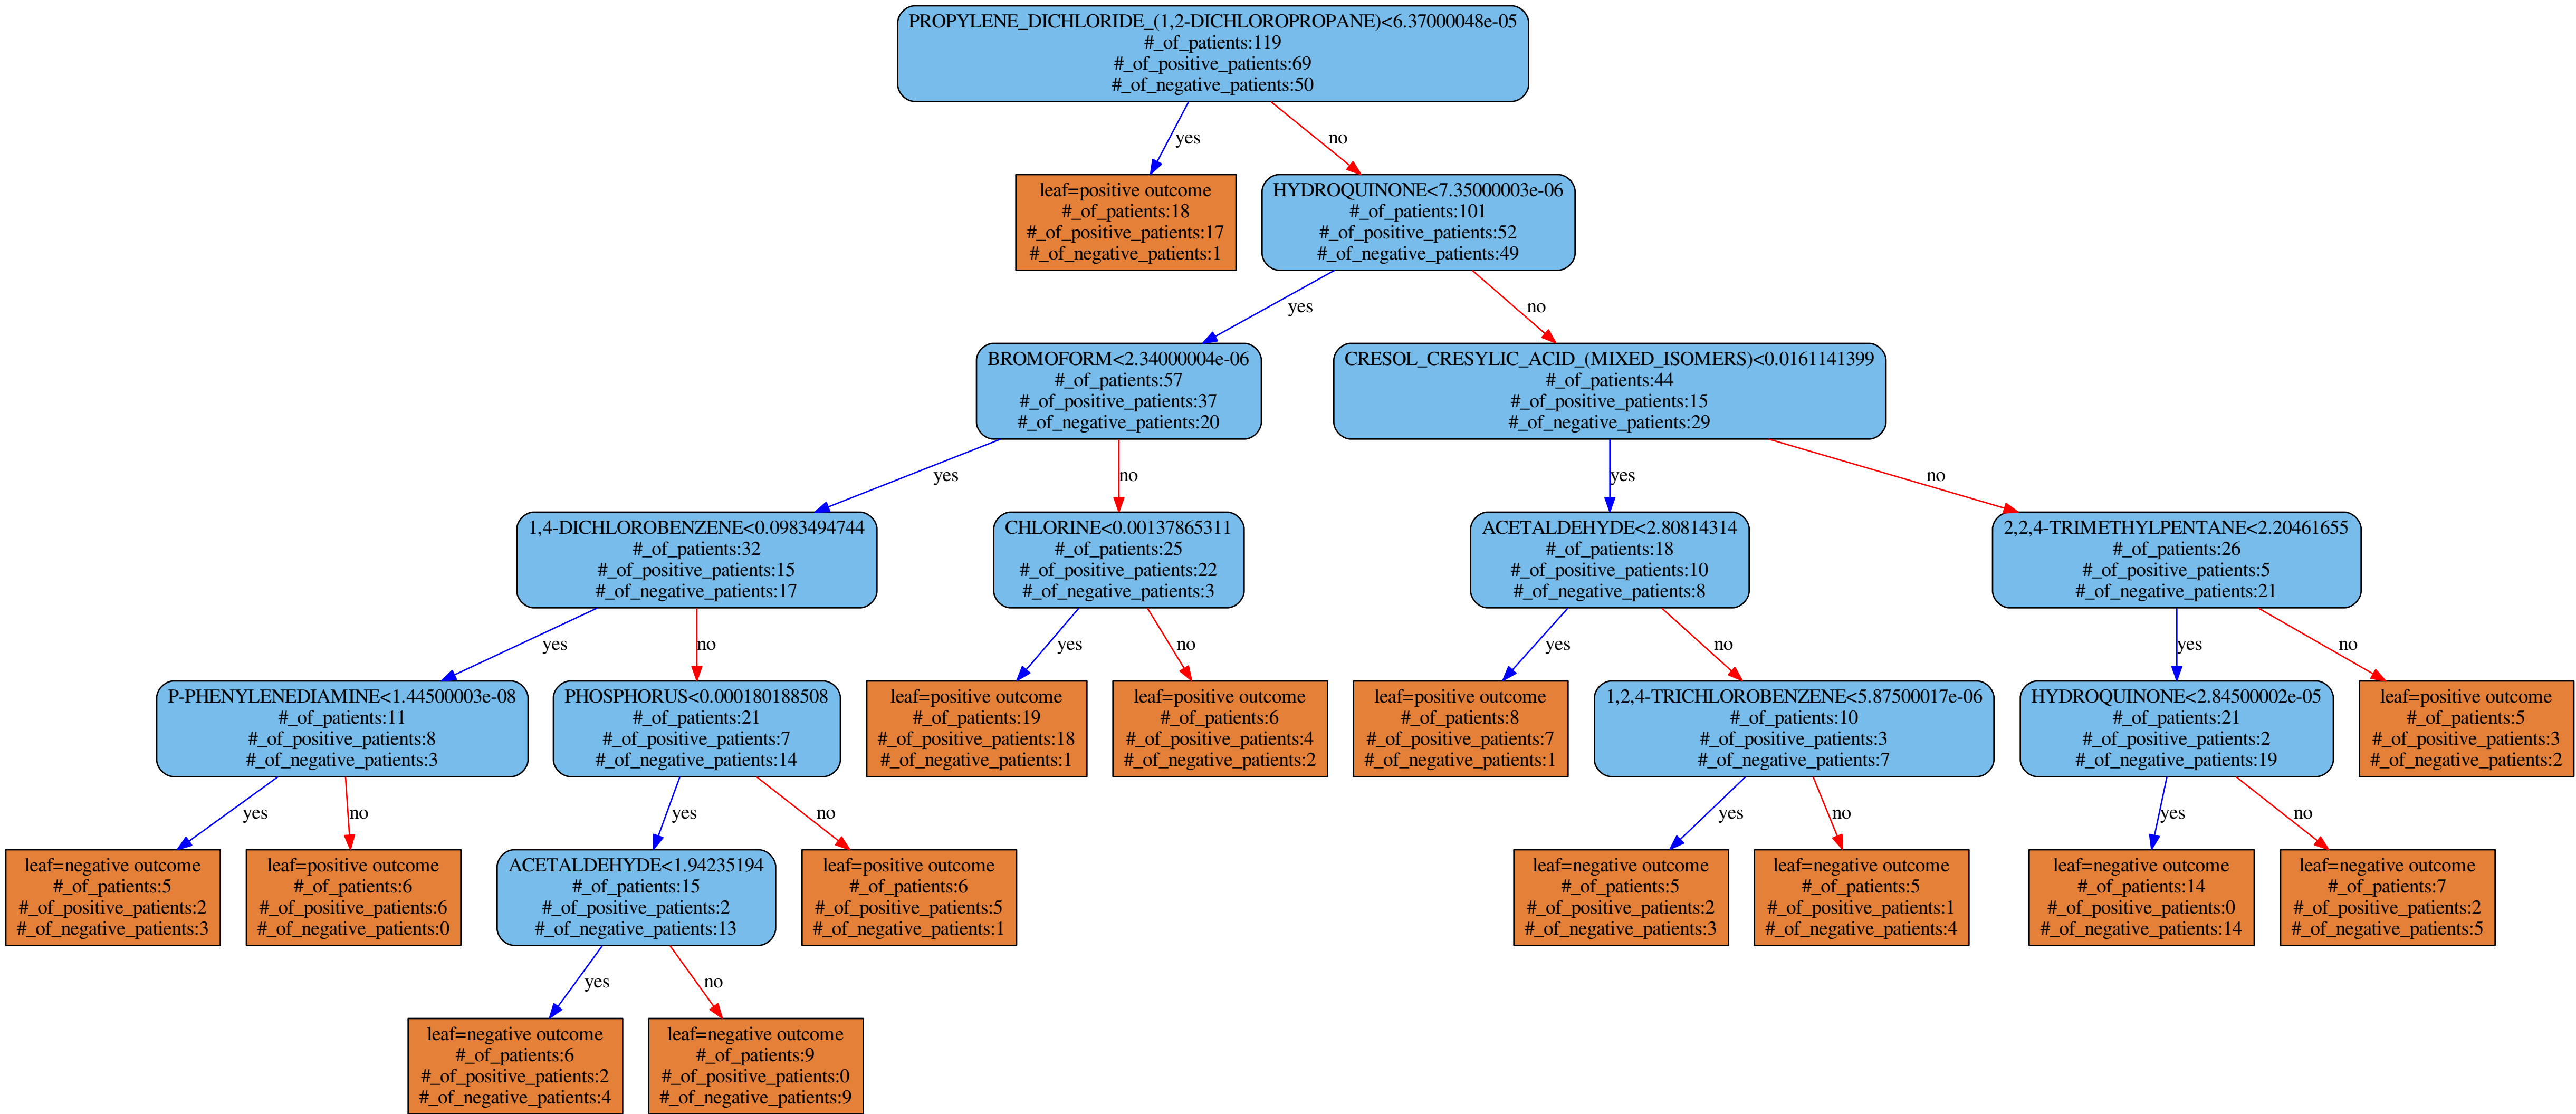 PROPYLENE_DICHLORIDE_(1,2-DICHLOROPROPANE)<6.37000048e-05
#_of_patients:119
#_of_positive_patients:69
#_of_negative_patients:50
yes
no
leaf=positive outcome
#_of_patients:18
#_of_positive_patients:17
#_of_negative_patients:1
HYDROQUINONE<7.35000003e-06
#_of_patients:101
#_of_positive_patients:52
#_of_negative_patients:49
yes
no
BROMOFORM<2.34000004e-06
#_of_patients:57
#_of_positive_patients:37
#_of_negative_patients:20
CRESOL_CRESYLIC_ACID_(MIXED_ISOMERS)<0.0161141399
#_of_patients:44
#_of_positive_patients:15
#_of_negative_patients:29
yes
no
yes
no
1,4-DICHLOROBENZENE<0.0983494744
#_of_patients:32
#_of_positive_patients:15
#_of_negative_patients:17
CHLORINE<0.00137865311
#_of_patients:25
#_of_positive_patients:22
#_of_negative_patients:3
ACETALDEHYDE<2.80814314
#_of_patients:18
#_of_positive_patients:10
#_of_negative_patients:8
2,2,4-TRIMETHYLPENTANE<2.20461655
#_of_patients:26
#_of_positive_patients:5
#_of_negative_patients:21
yes
no
yes
no
yes
no
yes
no
P-PHENYLENEDIAMINE<1.44500003e-08
#_of_patients:11
#_of_positive_patients:8
#_of_negative_patients:3
PHOSPHORUS<0.000180188508
#_of_patients:21
#_of_positive_patients:7
#_of_negative_patients:14
leaf=positive outcome
#_of_patients:19
#_of_positive_patients:18
#_of_negative_patients:1
leaf=positive outcome
#_of_patients:6
#_of_positive_patients:4
#_of_negative_patients:2
leaf=positive outcome
#_of_patients:8
#_of_positive_patients:7
#_of_negative_patients:1
1,2,4-TRICHLOROBENZENE<5.87500017e-06
#_of_patients:10
#_of_positive_patients:3
#_of_negative_patients:7
HYDROQUINONE<2.84500002e-05
#_of_patients:21
#_of_positive_patients:2
#_of_negative_patients:19
leaf=positive outcome
#_of_patients:5
#_of_positive_patients:3
#_of_negative_patients:2
yes
no
yes
no
yes
no
yes
no
leaf=negative outcome
#_of_patients:5
#_of_positive_patients:2
#_of_negative_patients:3
leaf=positive outcome
#_of_patients:6
#_of_positive_patients:6
#_of_negative_patients:0
ACETALDEHYDE<1.94235194
#_of_patients:15
#_of_positive_patients:2
#_of_negative_patients:13
leaf=positive outcome
#_of_patients:6
#_of_positive_patients:5
#_of_negative_patients:1
leaf=negative outcome
#_of_patients:5
#_of_positive_patients:2
#_of_negative_patients:3
leaf=negative outcome
#_of_patients:5
#_of_positive_patients:1
#_of_negative_patients:4
leaf=negative outcome
#_of_patients:14
#_of_positive_patients:0
#_of_negative_patients:14
leaf=negative outcome
#_of_patients:7
#_of_positive_patients:2
#_of_negative_patients:5
yes
no
leaf=negative outcome
#_of_patients:6
#_of_positive_patients:2
#_of_negative_patients:4
leaf=negative outcome
#_of_patients:9
#_of_positive_patients:0
#_of_negative_patients:9